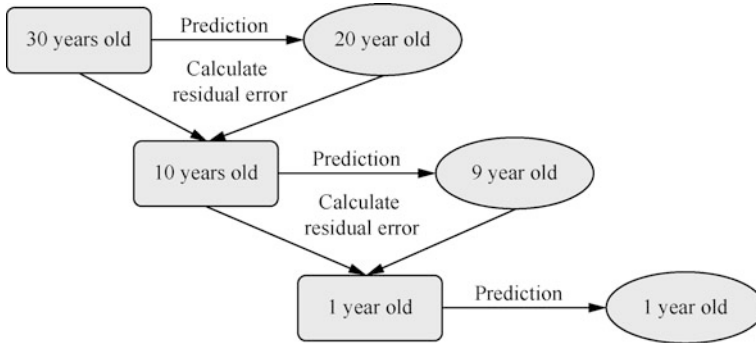 30 years old
Prediction
20 year old
Calculate
residual error
10 years old
Prediction
9 year old
Calculate
residual error
1 year old
Prediction
1 year old